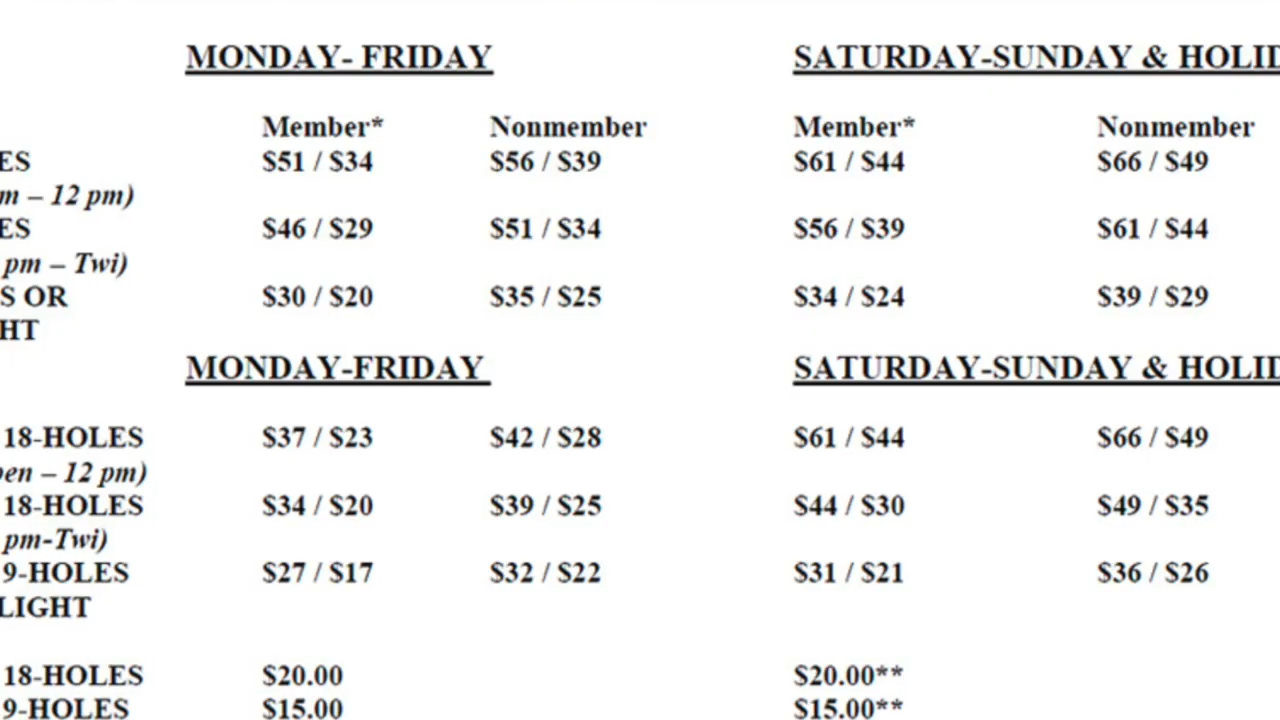 MONDAY- FRIDAY SATURDAY-SUNDAY & HOLID
Member* Nonmember Member* Nonmember
ES $51 / $34 $56 / $39 $61 / $44 $66 / $49
m – 12 pm)
ES $46 / $29 $51 / $34 $56 / $39 $61 / $44
pm – Twi)
S OR $30 / $20 $35 / $25 $34 / $24 $39 / $29
HT
MONDAY-FRIDAY SATURDAY-SUNDAY & HOLID
18-HOLES $37 / $23 $42 / $28 $61 / $44 $66 / $49
pen – 12 pm)
18-HOLES $34 / $20 $39 / $25 $44 / $30 $49 / $35
pm-Twi)
9-HOLES $27 / $17 $32 / $22 $31 / $21 $36 / $26
LIGHT
18-HOLES $20.00 $20.00**
9-HOLES $15.00 $15.00**